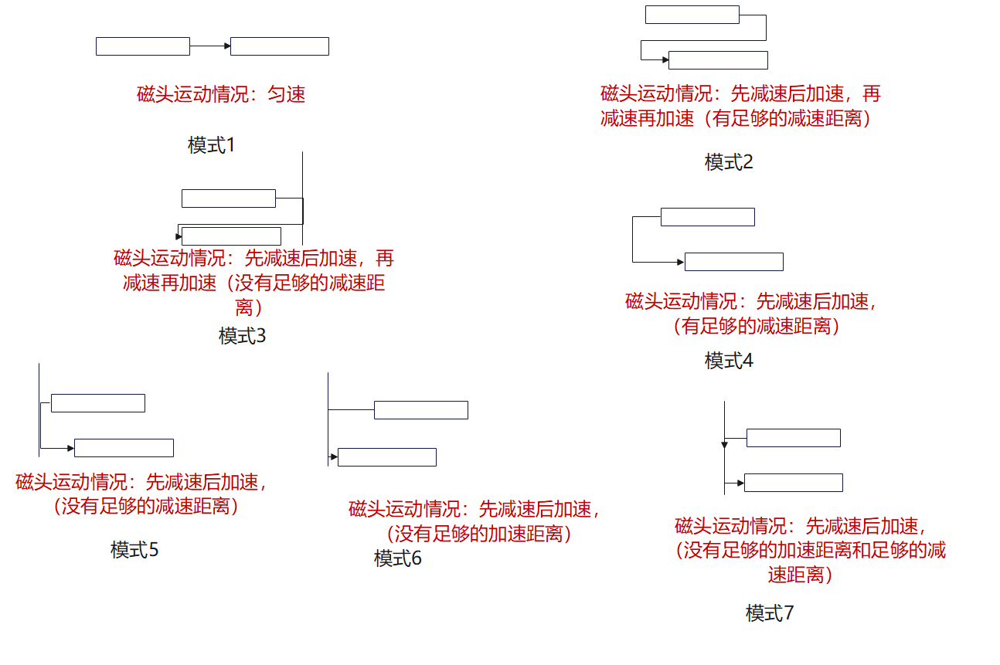 磁头运动情况：匀速
模式1
磁头运动情况：先减速后加速，再
减速再加速（有足够的减速距离）
模式2
磁头运动情况：先减速后加速，再
减速再加速（没有足够的减速距
离）
模式3
磁头运动情况：先减速后加速，
（有足够的减速距离）
模式4
磁头运动情况：先减速后加速，
（没有足够的减速距离）
模式5
磁头运动情况：先减速后加速，
（没有足够的加速距离）
模式6
磁头运动情况：先减速后加速，
（没有足够的加速距离和足够的减
速距离）
模式7